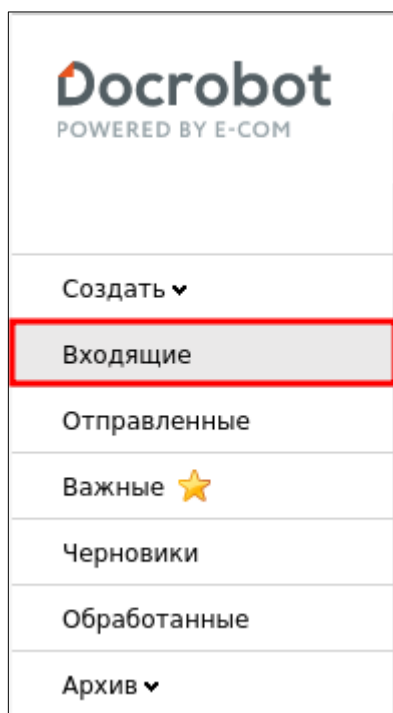 Docrobot
POWERED BY E-COM
Создать
Входящие
Отправленные
Важные
Черновики
Обработанные
Архив